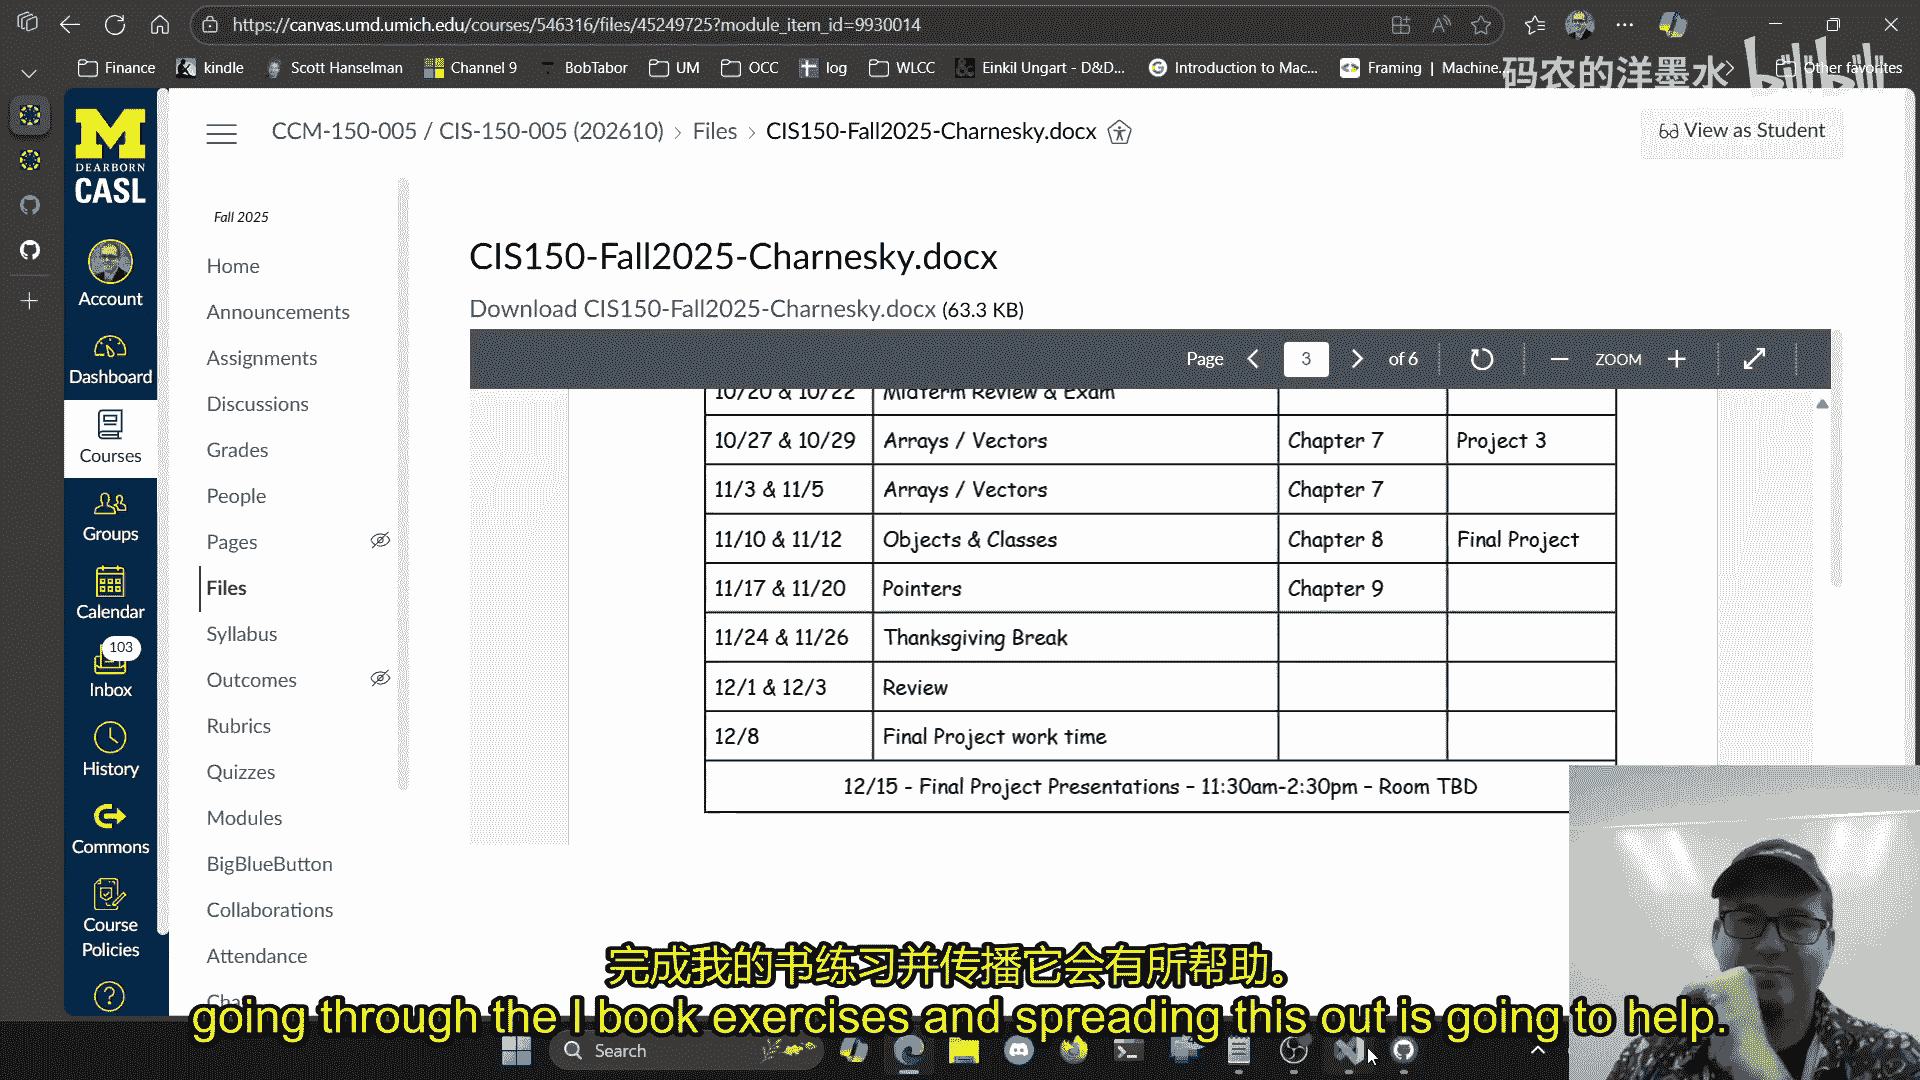 https://canvas.umd.umich.edu/courses/546316/files/45249725?module_item_id=9930014
Finance
kindle
Scott Hanselman
Channel 9
BobTabor
UM
OCC
log
WLCC
Einkil Ungart - D&D...
Introduction to Mac...
Framing | Machine...
Other favorites
码农的洋墨水
bilibili
M
DEARBORN
CASL
CCM-150-005 / CIS-150-005 (202610)
Files
CIS150-Fall2025-Charnesky.docx
View as Student
Account
Dashboard
Courses
Groups
Calendar
103
Inbox
History
Commons
Course
Policies
Fall 2025
Home
Announcements
Assignments
Discussions
Grades
People
Pages
Files
Syllabus
Outcomes
Rubrics
Quizzes
Modules
BigBlueButton
Collaborations
Attendance
CIS150-Fall2025-Charnesky.docx
Download CIS150-Fall2025-Charnesky.docx (63.3 KB)
Page 3 of 6 ZOOM
10/20 & 10/22 Midterm Review & Exam
10/27 & 10/29 Arrays / Vectors Chapter 7 Project 3
11/3 & 11/5 Arrays / Vectors Chapter 7
11/10 & 11/12 Objects & Classes Chapter 8 Final Project
11/17 & 11/20 Pointers Chapter 9
11/24 & 11/26 Thanksgiving Break
12/1 & 12/3 Review
12/8 Final Project work time
12/15 - Final Project Presentations – 11:30am-2:30pm – Room TBD
完成我的书练习并传播它会有所帮助。
going through the I book exercises and spreading this out is going to help.
Search